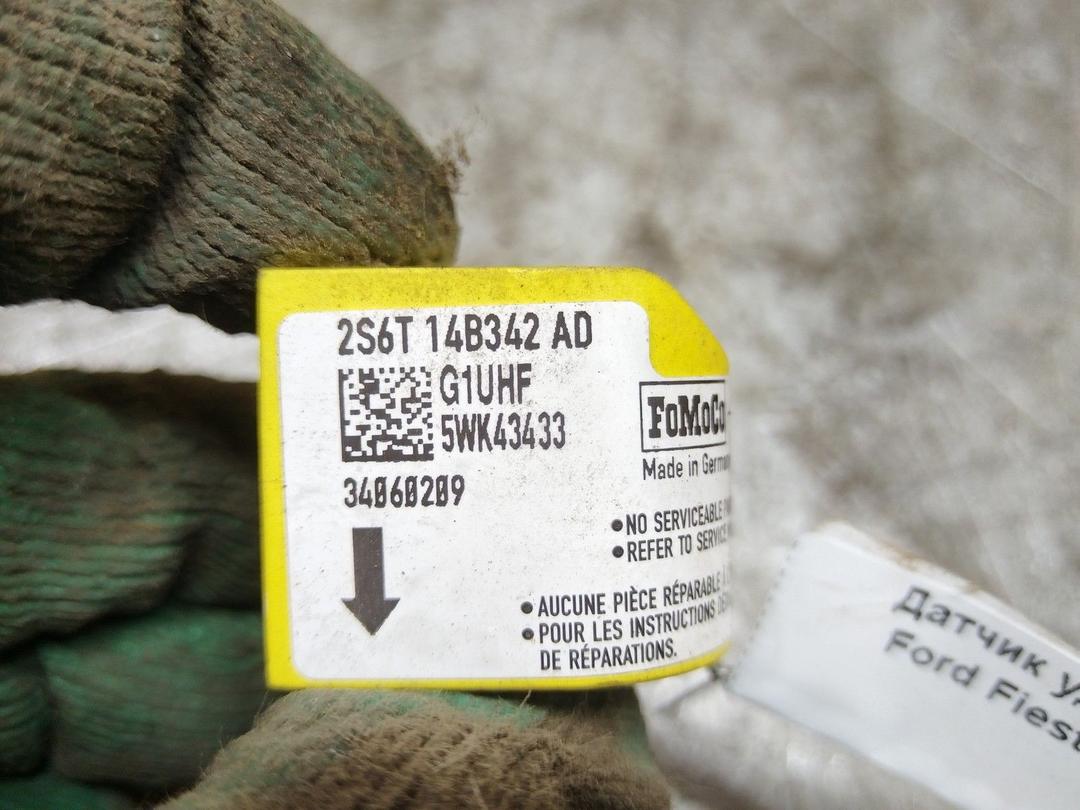 2S6T 14B342 AD
G1UHF
5WK43433
34060209
FoMoCo
Made in
• NO SERVICEABLE
• REFER TO SERVICE
• AUCUNE PIÈCE RÉPARABLE
• POUR LES INSTRUCTIONS
DE RÉPARATIONS.
Датчик
Ford